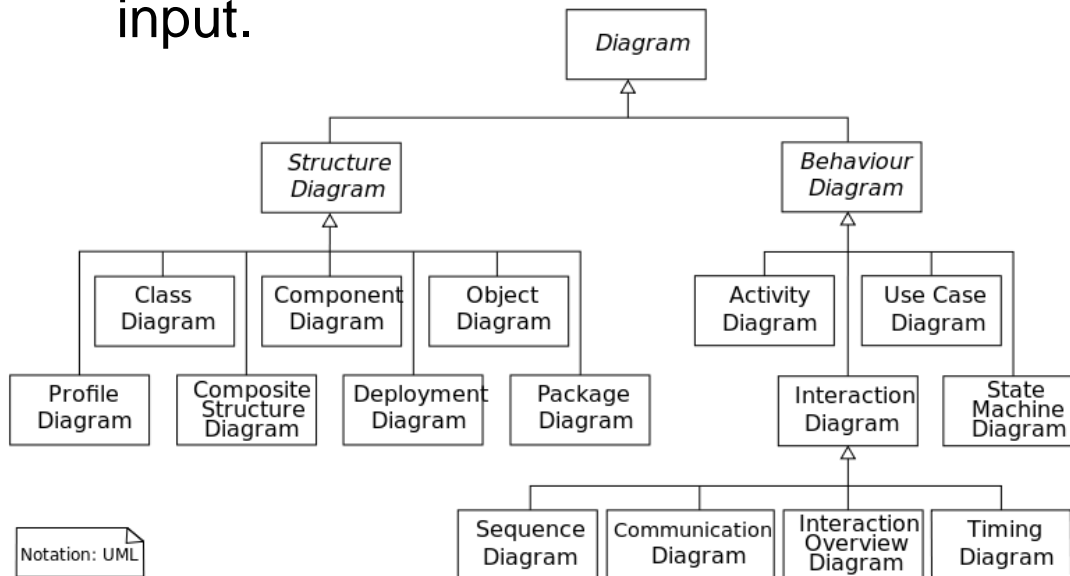 input.
Diagram
Structure
Diagram
Behaviour
Diagram
Class
Diagram
Component
Diagram
Object
Diagram
Activity
Diagram
Use Case
Diagram
Profile
Diagram
Composite
Structure
Diagram
Deployment
Diagram
Package
Diagram
Interaction
Diagram
State
Machine
Diagram
Sequence
Diagram
Communication
Diagram
Interaction
Overview
Diagram
Timing
Diagram
Notation: UML